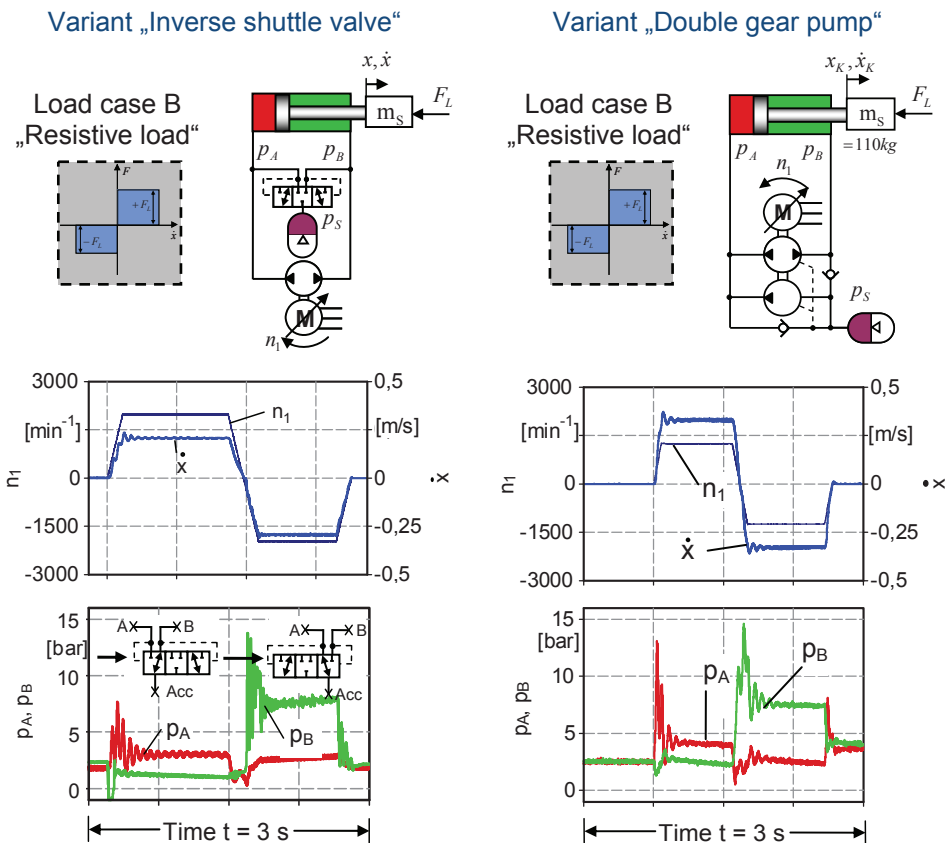 Variant „Inverse shuttle valve“
Load case B
„Resistive load“
F
+F_L
ẋ
−F_L
x, ẋ
m_S
F_L
p_A
p_B
p_S
M
n_1
3000
[min⁻¹]
1500
0
-1500
-3000
n_1
0,5
[m/s]
0
-0,25
-0,5
ẋ
n_1
ẋ
15
[bar]
10
5
0
p_A, p_B
A
B
Acc
A
B
Acc
p_A
p_B
Time t = 3 s
Variant „Double gear pump“
Load case B
„Resistive load“
F
+F_L
ẋ
−F_L
x_K, ẋ_K
m_S
F_L
=110kg
p_A
p_B
n_1
M
p_S
3000
[min⁻¹]
1500
0
-1500
-3000
n_1
0,5
[m/s]
0
-0,25
-0,5
ẋ
n_1
ẋ
15
[bar]
10
5
0
p_A, p_B
p_A
p_B
Time t = 3 s